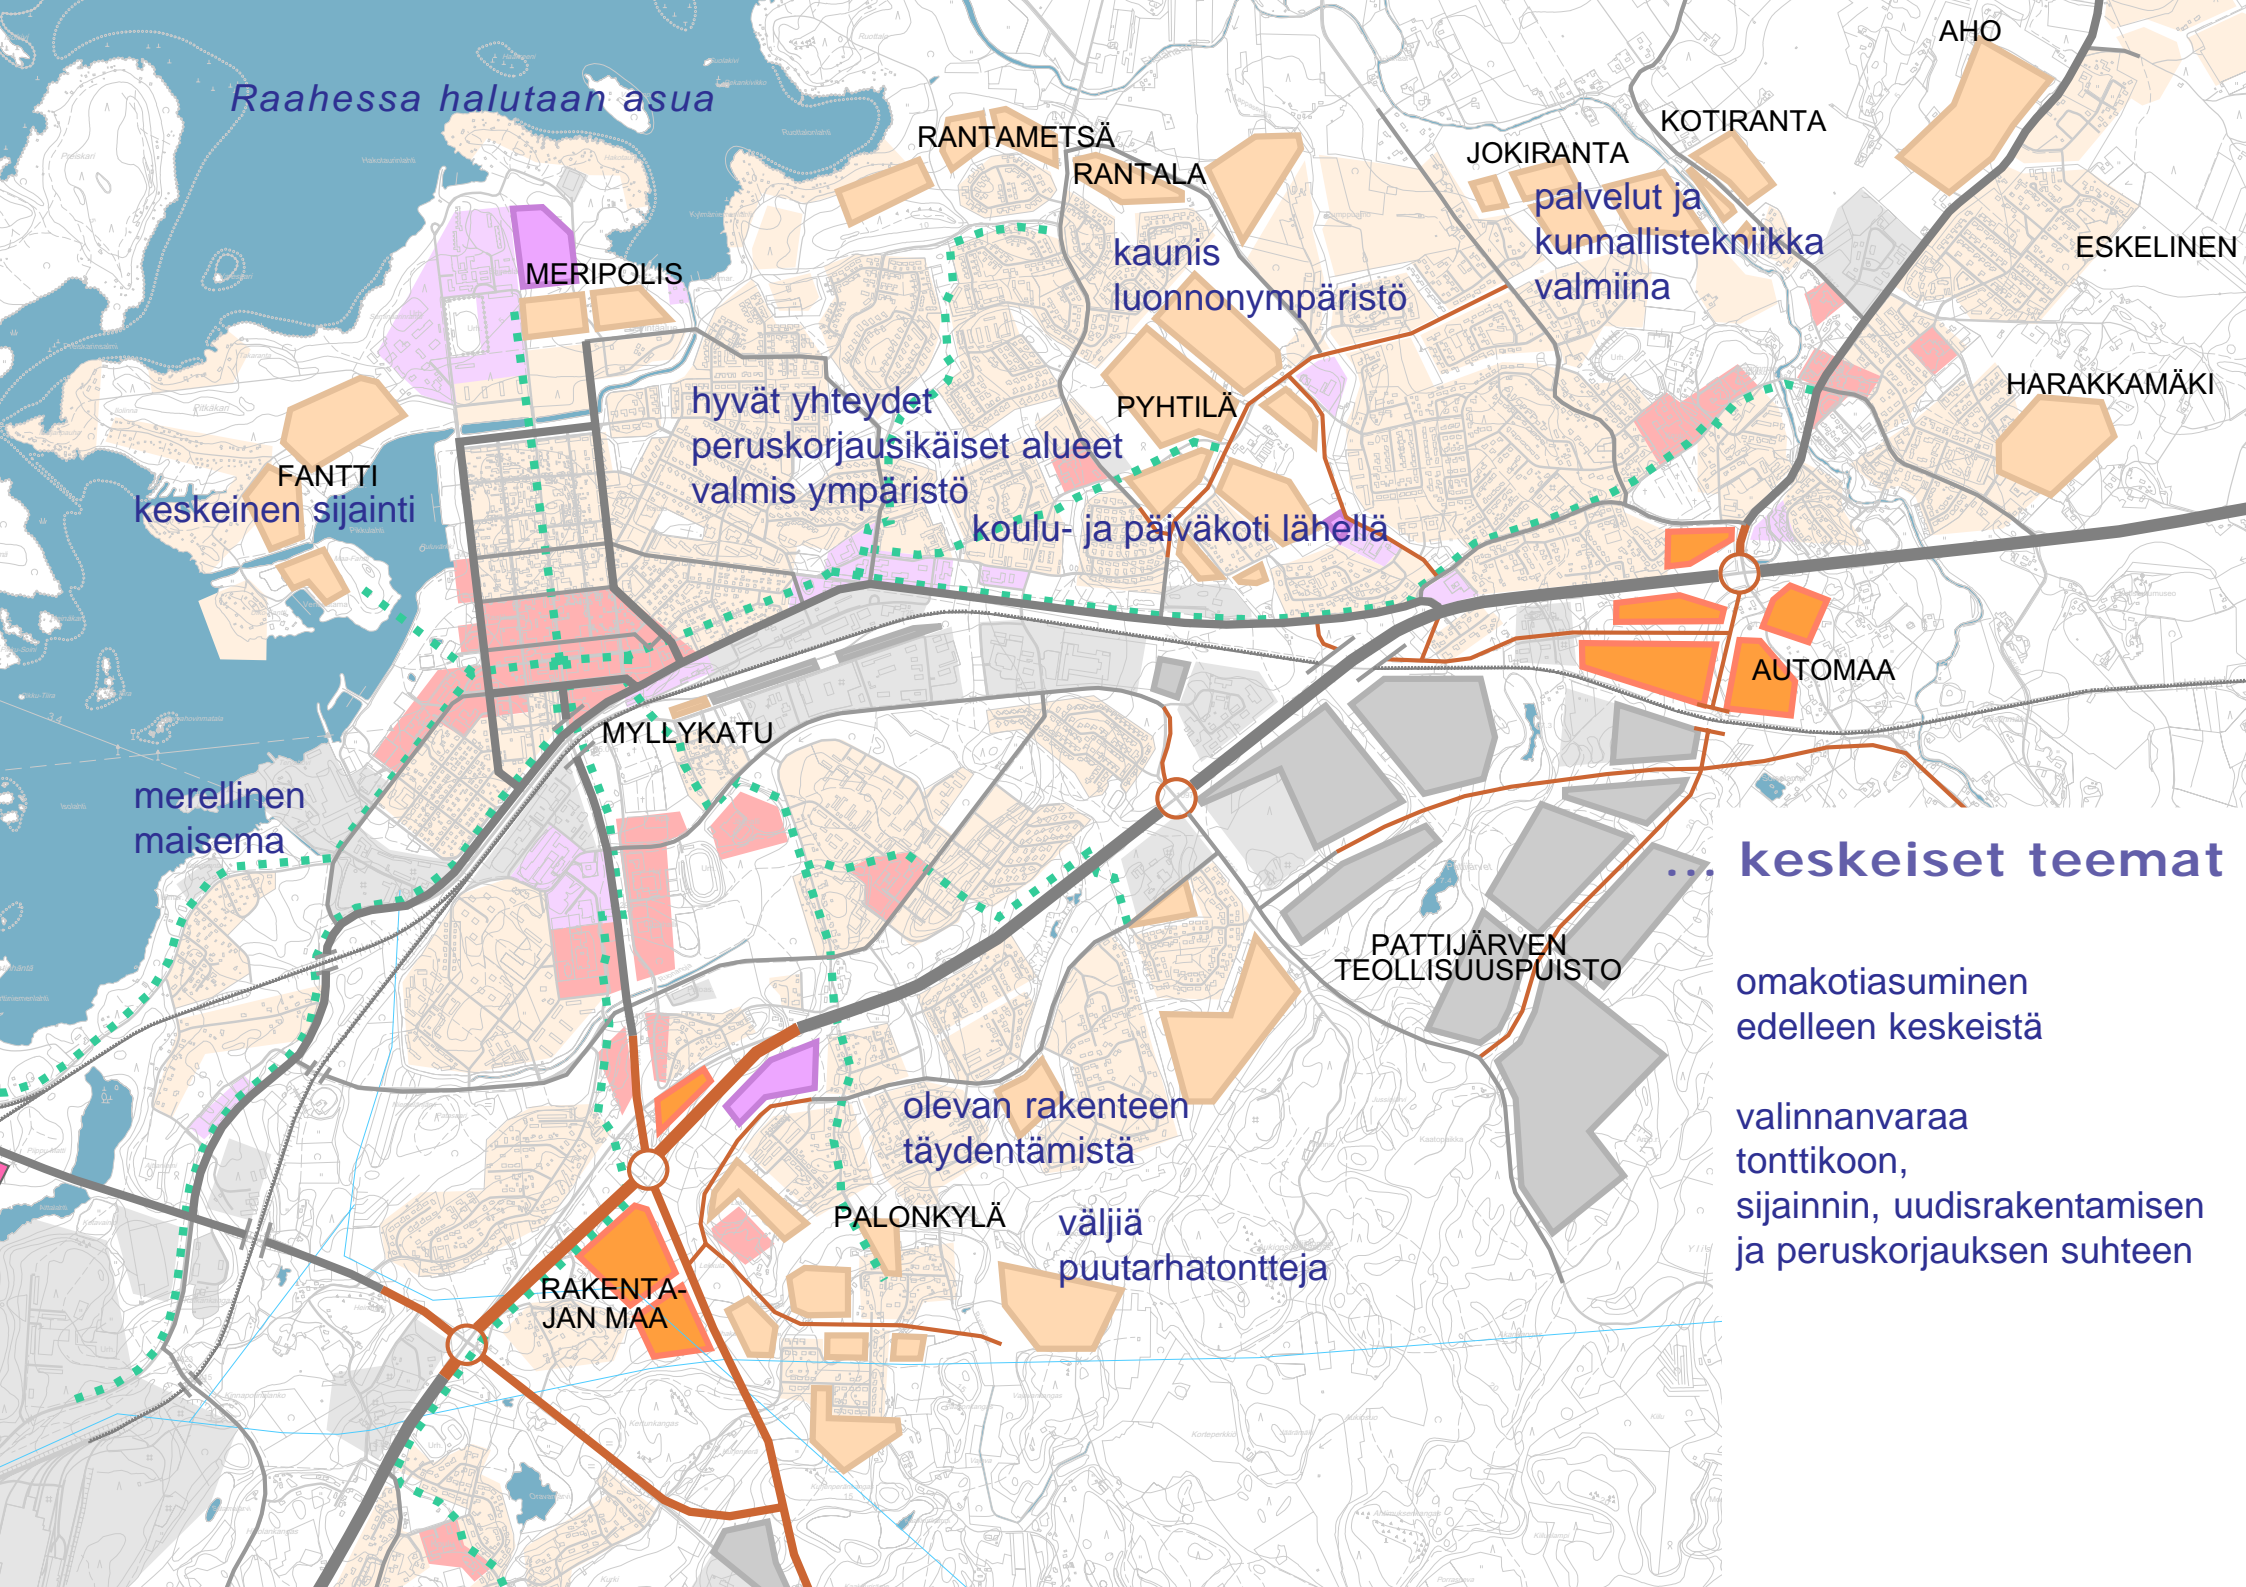 Raahessa halutaan asua
AHO
KOTIRANTA
RANTAMETSÄ
JOKIRANTA
RANTALA
palvelut ja
kunnallistekniikka
valmiina
kaunis
luonnonympäristö
ESKELINEN
MERIPOLIS
HARAKKAMÄKI
hyvät yhteydet
peruskorjausikäiset alueet
valmis ympäristö
PYHTILÄ
FANTTI
keskeinen sijainti
koulu- ja päiväkoti lähellä
AUTOMAA
MYLLYKATU
merellinen
maisema
... keskeiset teemat
PATTIJÄRVEN
TEOLLISUUSPUISTO
omakotiasuminen
edelleen keskeistä
olevan rakenteen
täydentämistä
valinnanvaraa
tonttikoon,
sijainnin, uudisrakentamisen
ja peruskorjauksen suhteen
PALONKYLÄ
väljiä
puutarhatontteja
RAKENTA-
JAN MAA